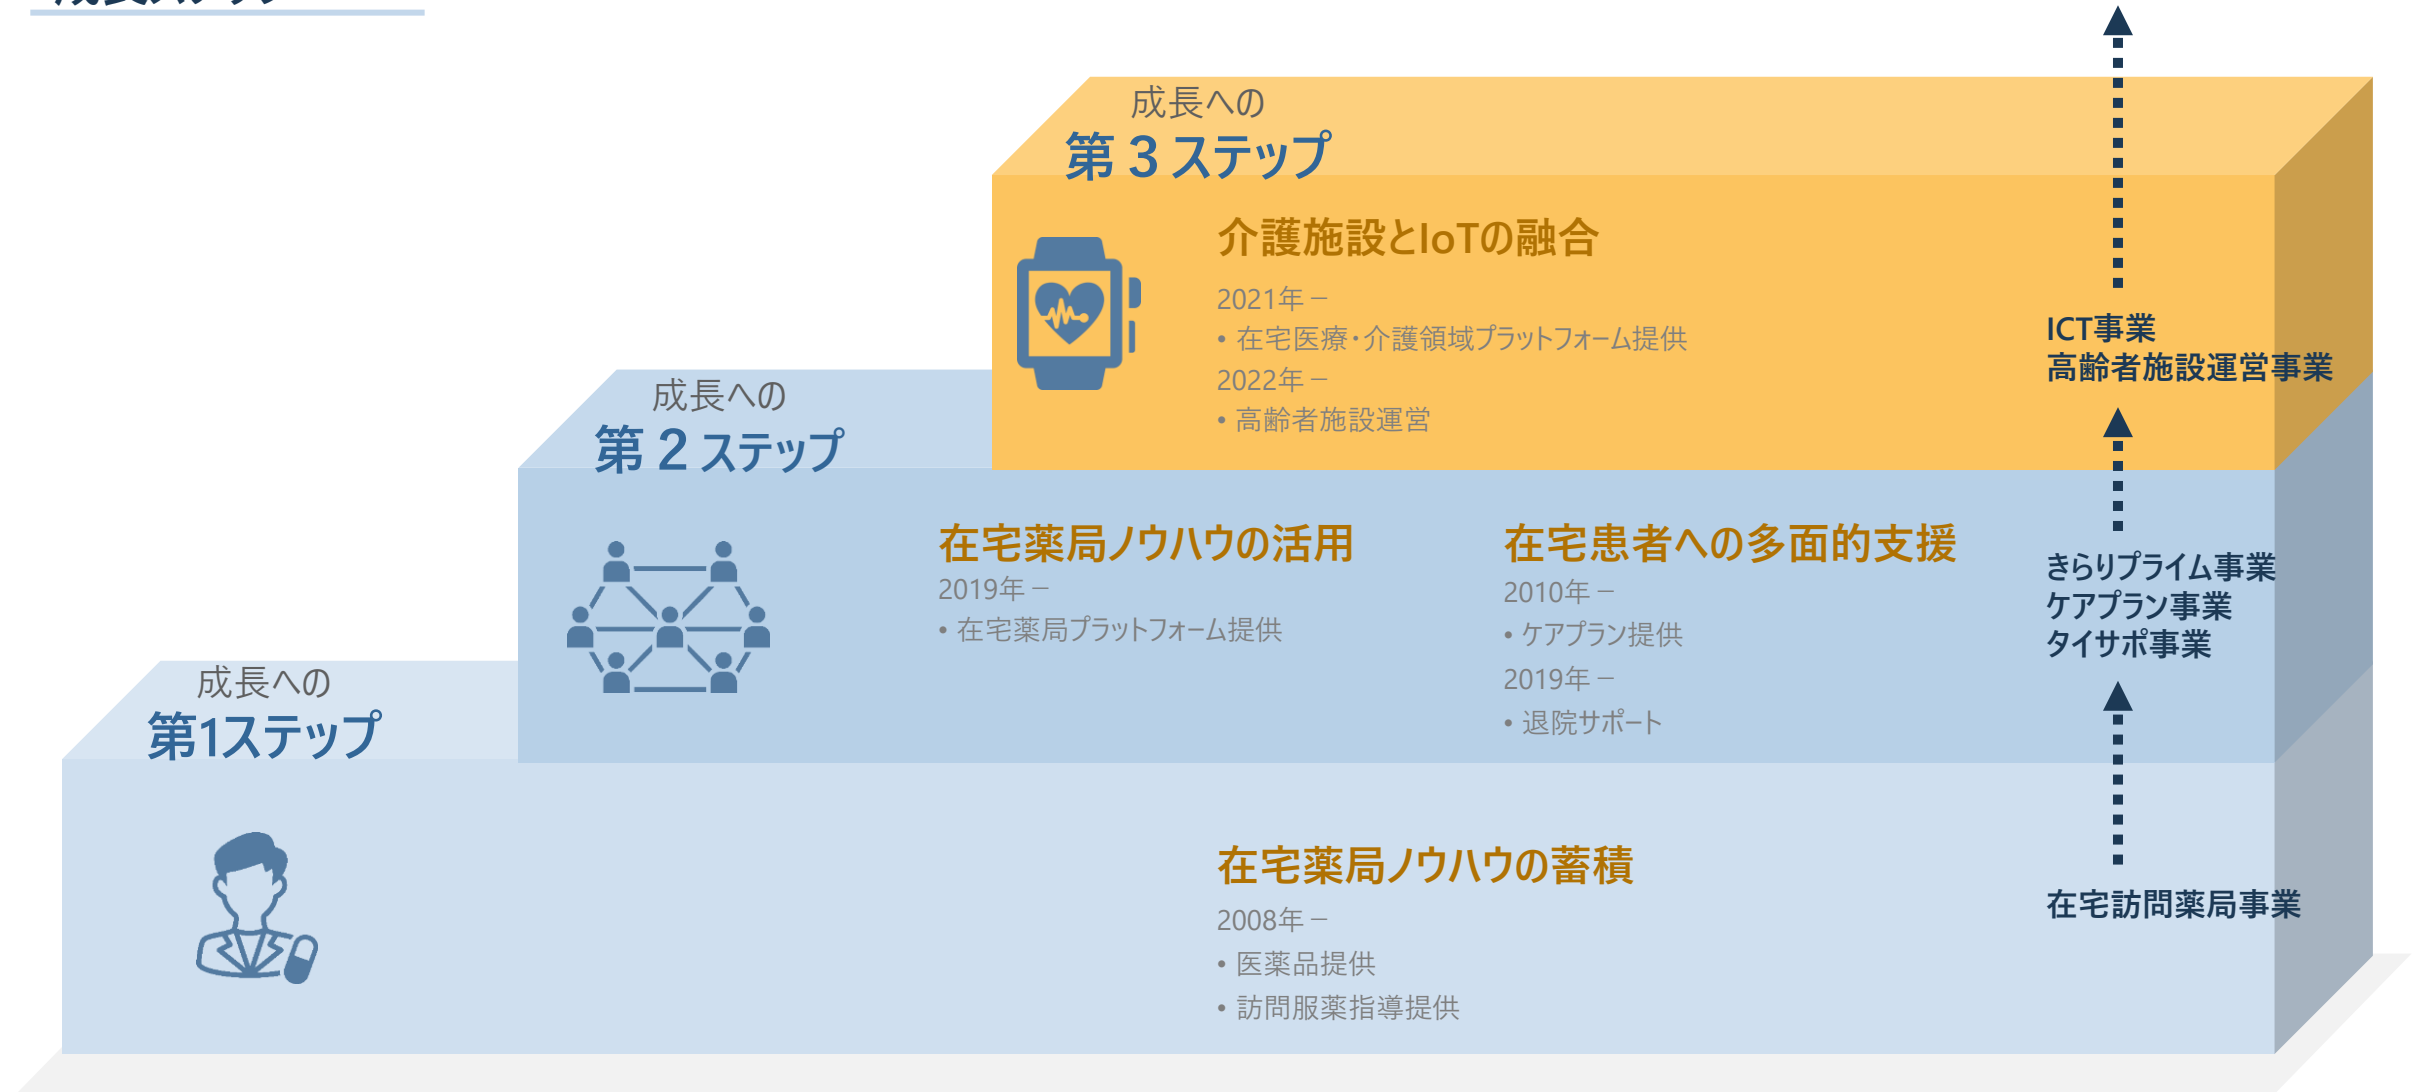 成長への
第３ステップ
介護施設とIoTの融合
2021年－
• 在宅医療・介護領域プラットフォーム提供
2022年－
• 高齢者施設運営
ICT事業
高齢者施設運営事業
成長への
第２ステップ
在宅薬局ノウハウの活用
2019年－
• 在宅薬局プラットフォーム提供
在宅患者への多面的支援
2010年－
• ケアプラン提供
2019年－
• 退院サポート
きらりプライム事業
ケアプラン事業
タイサポ事業
成長への
第1ステップ
在宅薬局ノウハウの蓄積
2008年－
• 医薬品提供
• 訪問服薬指導提供
在宅訪問薬局事業